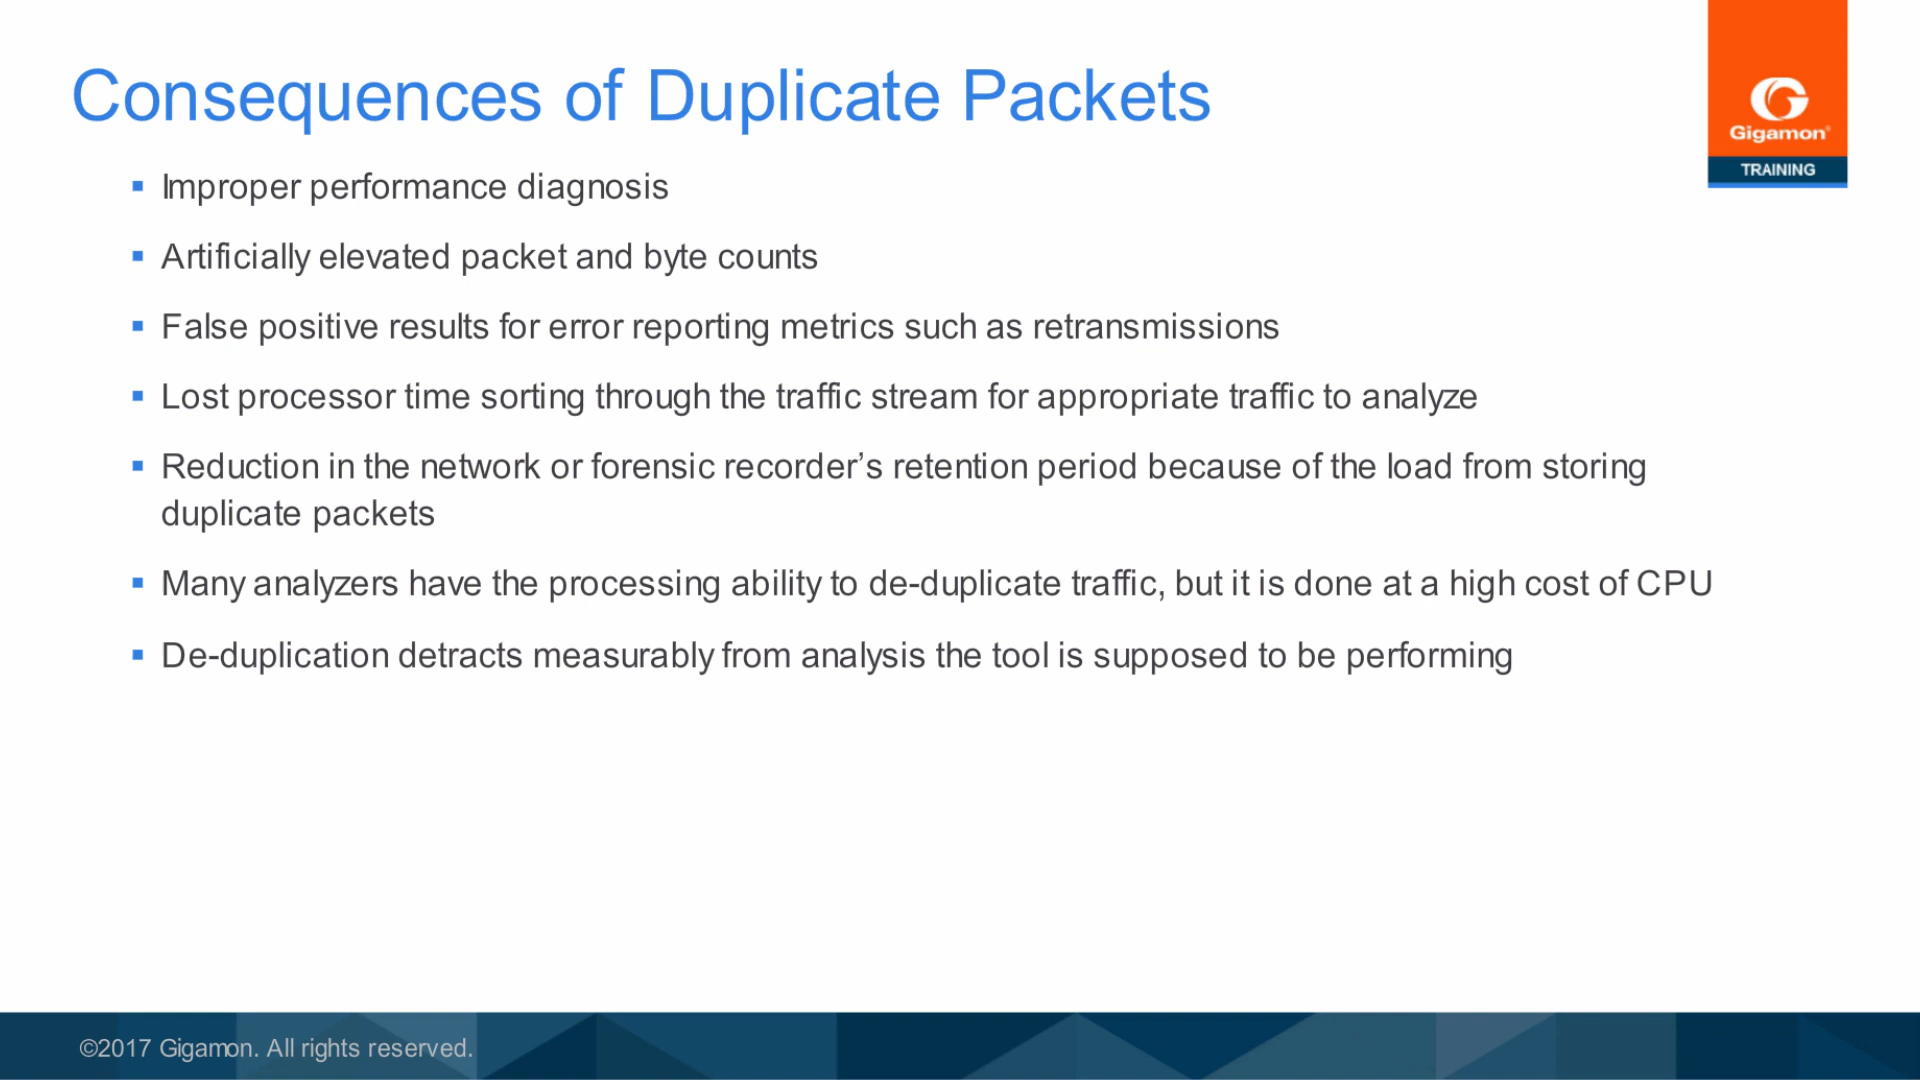 Consequences of Duplicate Packets
Gigamon®
TRAINING
▪ Improper performance diagnosis
▪ Artificially elevated packet and byte counts
▪ False positive results for error reporting metrics such as retransmissions
▪ Lost processor time sorting through the traffic stream for appropriate traffic to analyze
▪ Reduction in the network or forensic recorder’s retention period because of the load from storing
duplicate packets
▪ Many analyzers have the processing ability to de-duplicate traffic, but it is done at a high cost of CPU
▪ De-duplication detracts measurably from analysis the tool is supposed to be performing
©2017 Gigamon. All rights reserved.